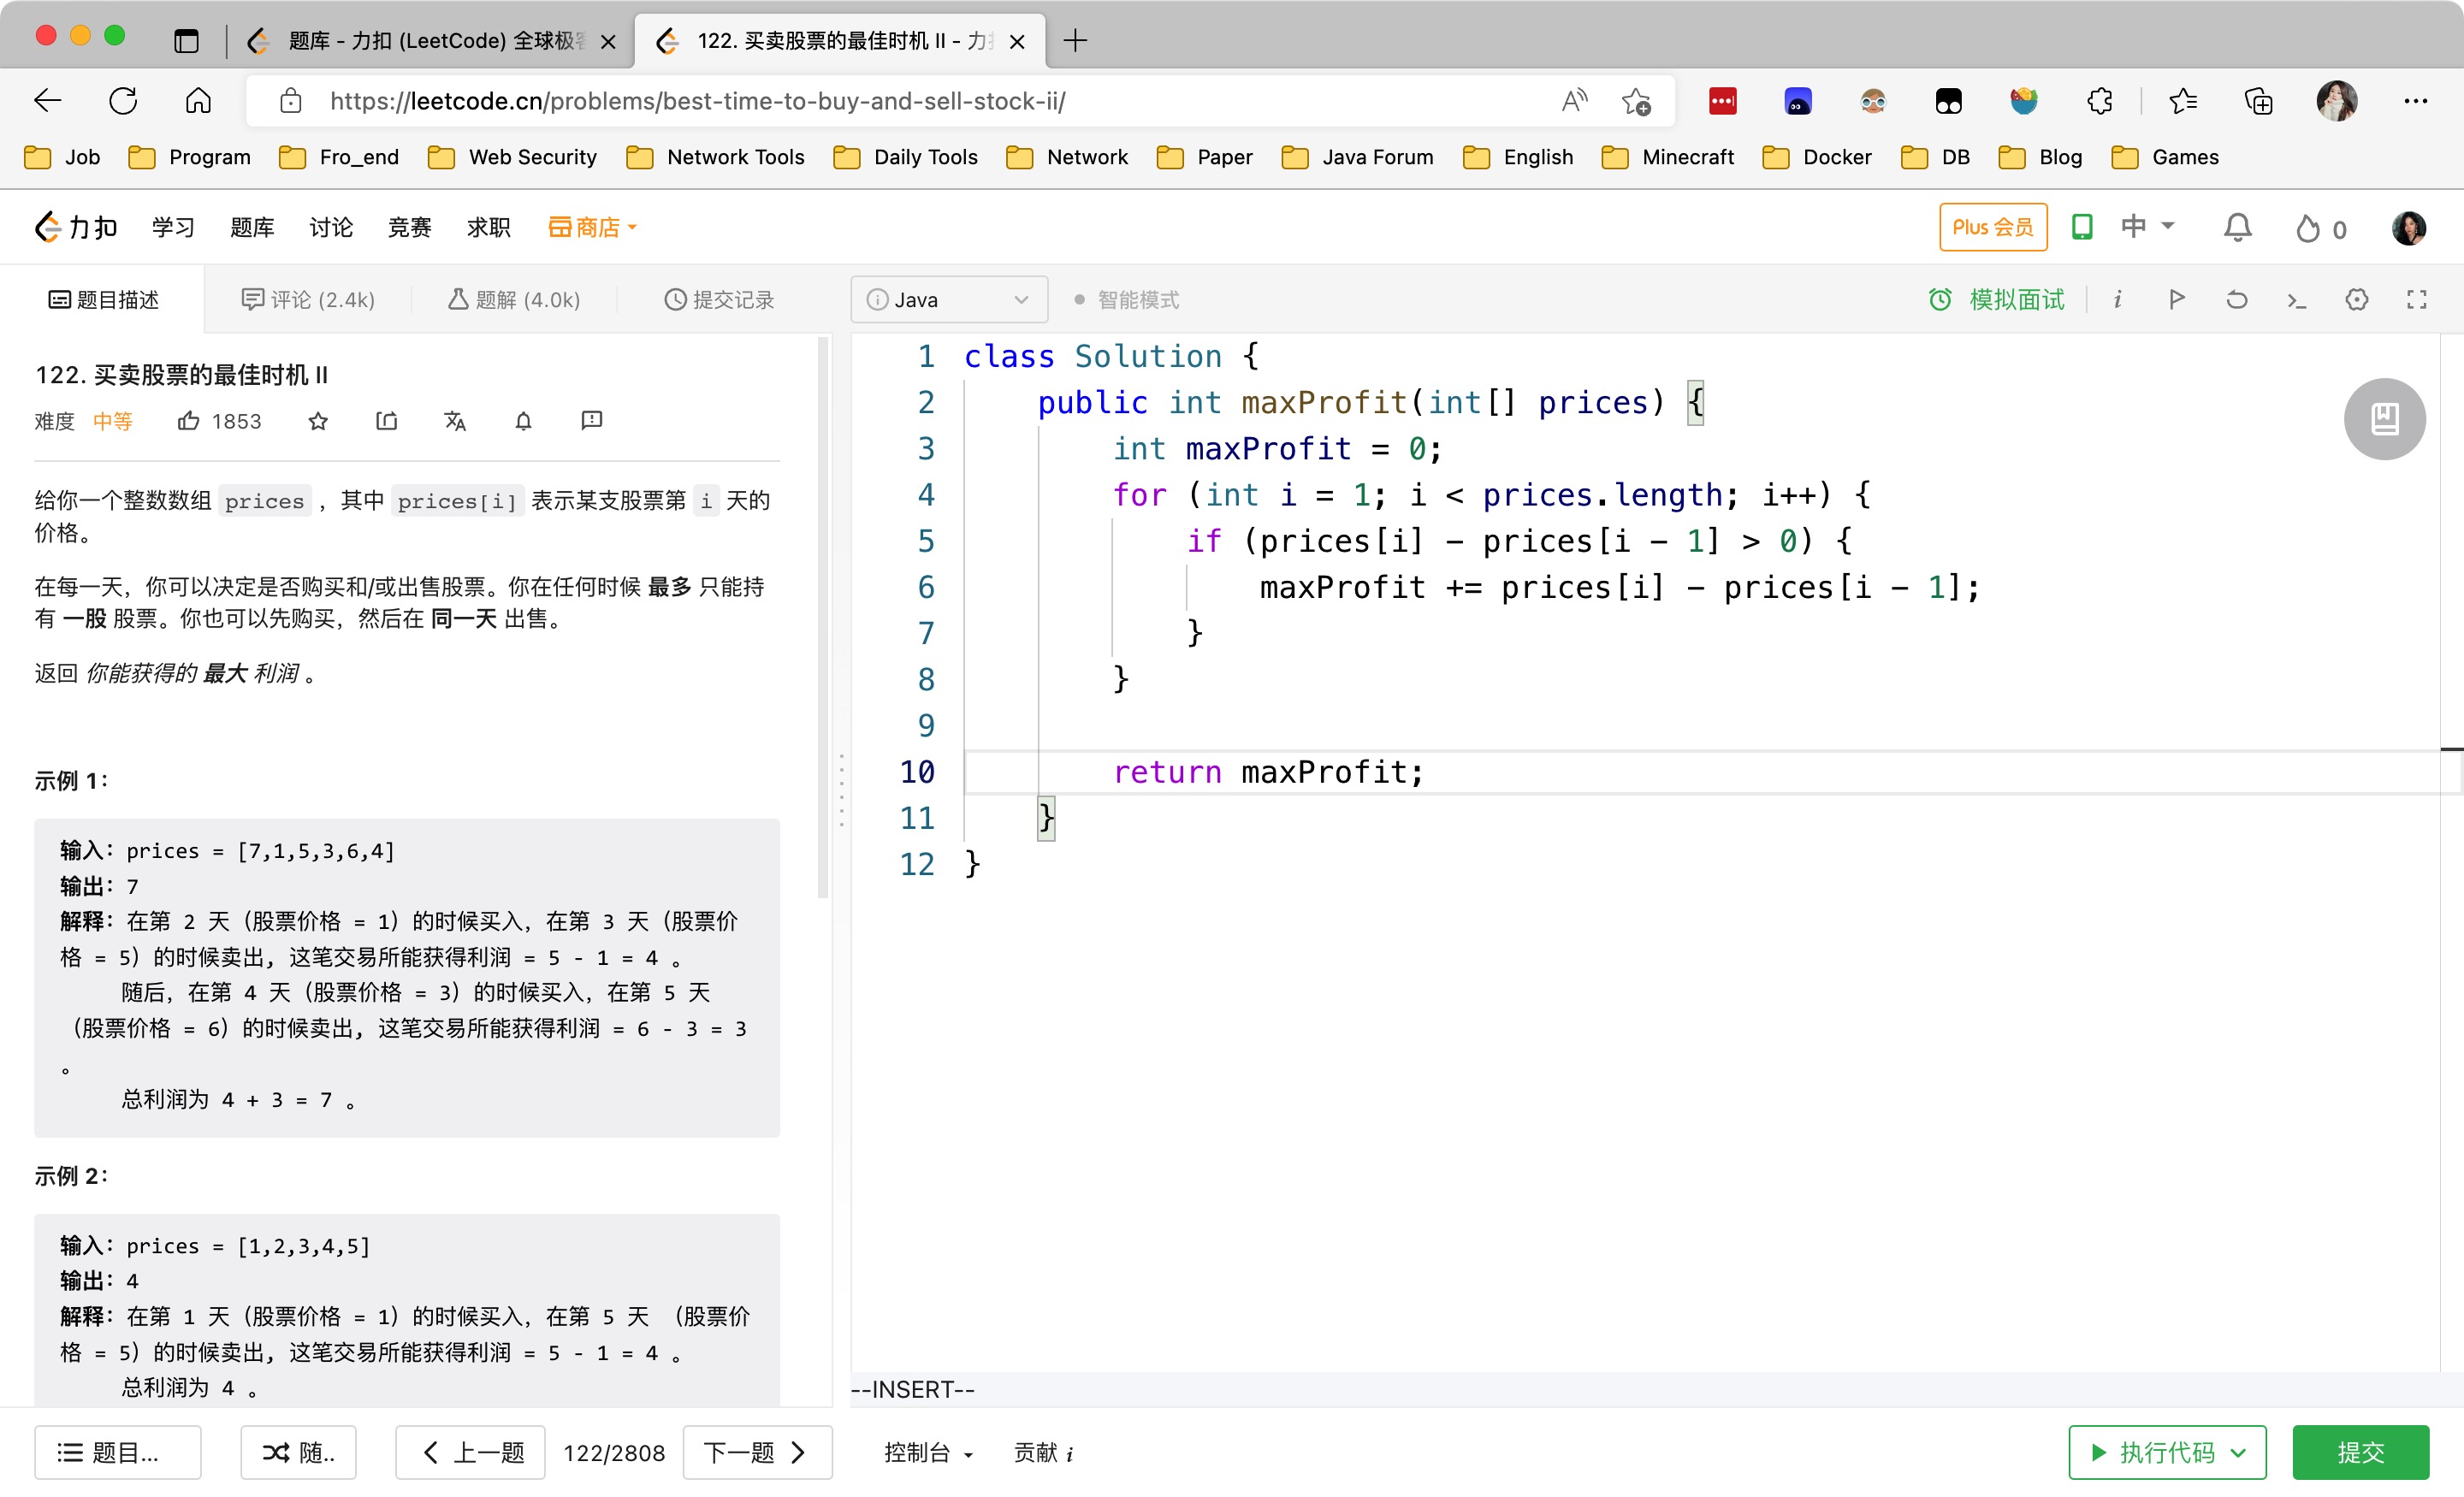 题库 - 力扣 (LeetCode) 全球极客
122. 买卖股票的最佳时机 II - 力扣
https://leetcode.cn/problems/best-time-to-buy-and-sell-stock-ii/
Job Program Fro_end Web Security Network Tools Daily Tools Network Paper Java Forum English Minecraft Docker DB Blog Games
力扣 学习 题库 讨论 竞赛 求职 商店 Plus 会员 中 0
题目描述 评论 (2.4k) 题解 (4.0k) 提交记录 Java 智能模式 模拟面试
122. 买卖股票的最佳时机 II
难度 中等 1853
给你一个整数数组 prices ，其中 prices[i] 表示某支股票第 i 天的
价格。
在每一天，你可以决定是否购买和/或出售股票。你在任何时候 最多 只能持
有 一股 股票。你也可以先购买，然后在 同一天 出售。
返回 你能获得的 最大 利润 。
示例 1：
输入：prices = [7,1,5,3,6,4]
输出：7
解释：在第 2 天（股票价格 = 1）的时候买入，在第 3 天（股票价
格 = 5）的时候卖出, 这笔交易所能获得利润 = 5 - 1 = 4 。
随后，在第 4 天（股票价格 = 3）的时候买入，在第 5 天
（股票价格 = 6）的时候卖出, 这笔交易所能获得利润 = 6 - 3 = 3
。
总利润为 4 + 3 = 7 。
示例 2：
输入：prices = [1,2,3,4,5]
输出：4
解释：在第 1 天（股票价格 = 1）的时候买入，在第 5 天 （股票价
格 = 5）的时候卖出, 这笔交易所能获得利润 = 5 - 1 = 4 。
总利润为 4 。
题目... 随.. 上一题 122/2808 下一题
1 class Solution {
2 public int maxProfit(int[] prices) {
3 int maxProfit = 0;
4 for (int i = 1; i < prices.length; i++) {
5 if (prices[i] - prices[i - 1] > 0) {
6 maxProfit += prices[i] - prices[i - 1];
7 }
8 }
9
10 return maxProfit;
11 }
12 }
--INSERT--
控制台 贡献 i 执行代码 提交